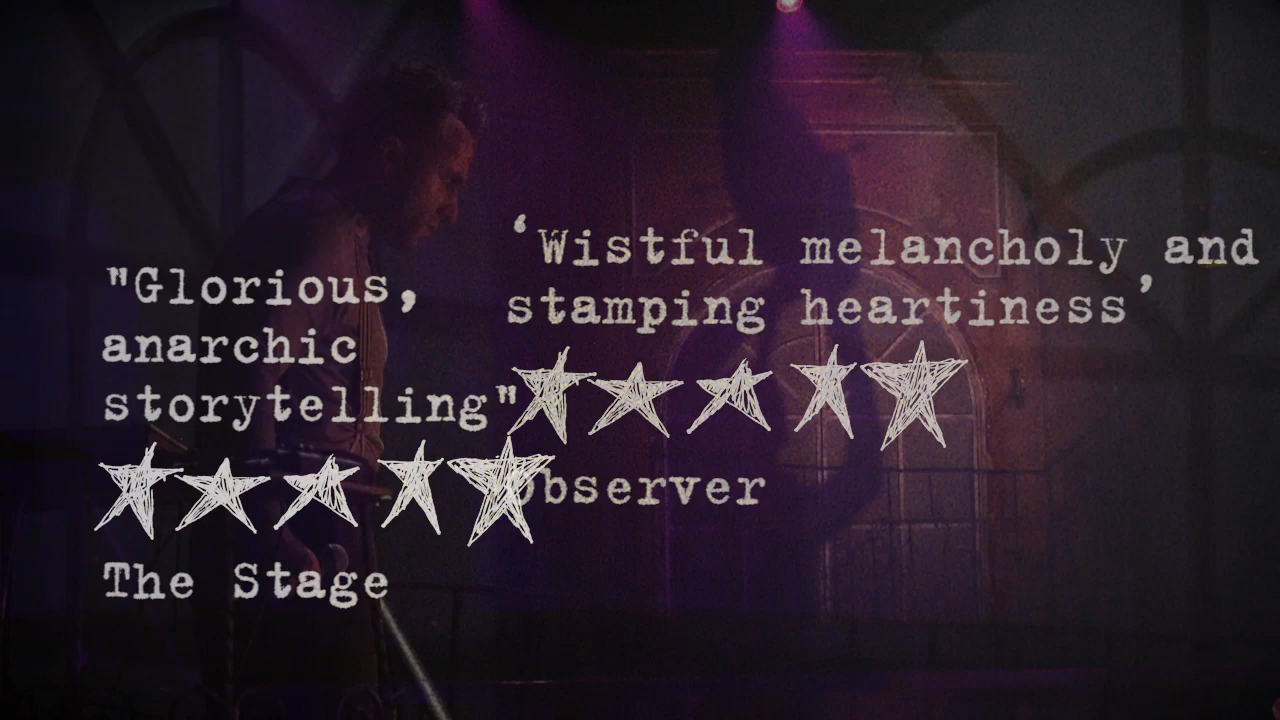 "Glorious,
anarchic
storytelling"
The Stage
‘Wistful melancholy and
stamping heartiness’
Observer